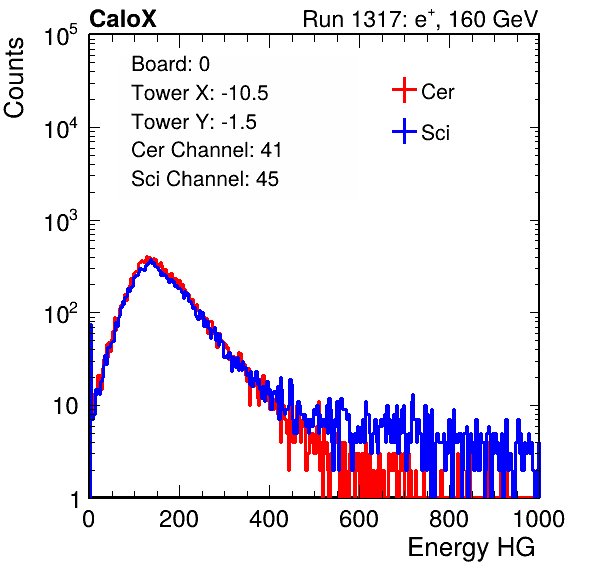 CaloX Run 1317: e⁺, 160 GeV
Counts
Board: 0
Tower X: -10.5
Tower Y: -1.5
Cer Channel: 41
Sci Channel: 45
Cer
Sci
10⁵
10⁴
10³
10²
10
1
0 200 400 600 800 1000
Energy HG